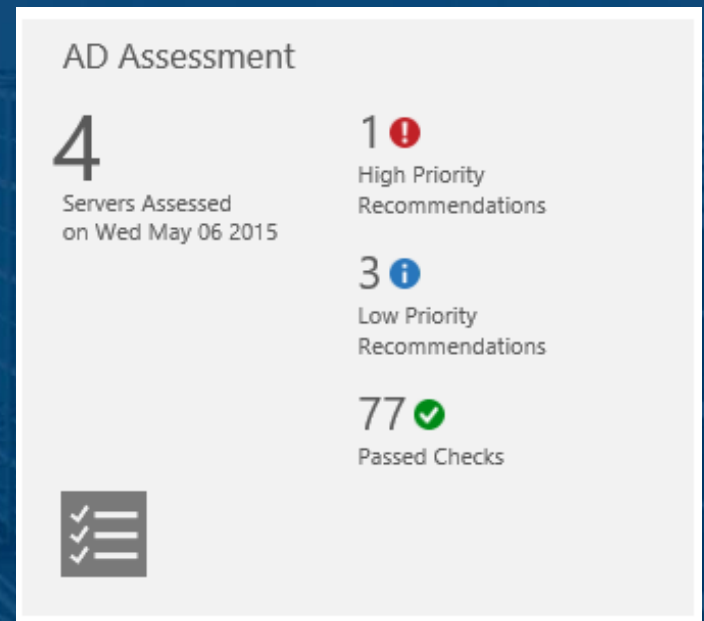 AD Assessment
4
Servers Assessed
on Wed May 06 2015
1
High Priority
Recommendations
3
Low Priority
Recommendations
77
Passed Checks